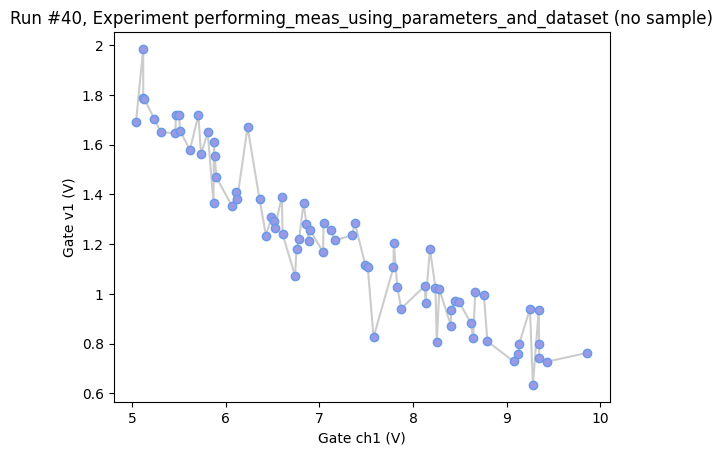 Run #40, Experiment performing_meas_using_parameters_and_dataset (no sample)
2
1.8
1.6
1.4
1.2
1
0.8
0.6
Gate v1 (V)
5 6 7 8 9 10
Gate ch1 (V)